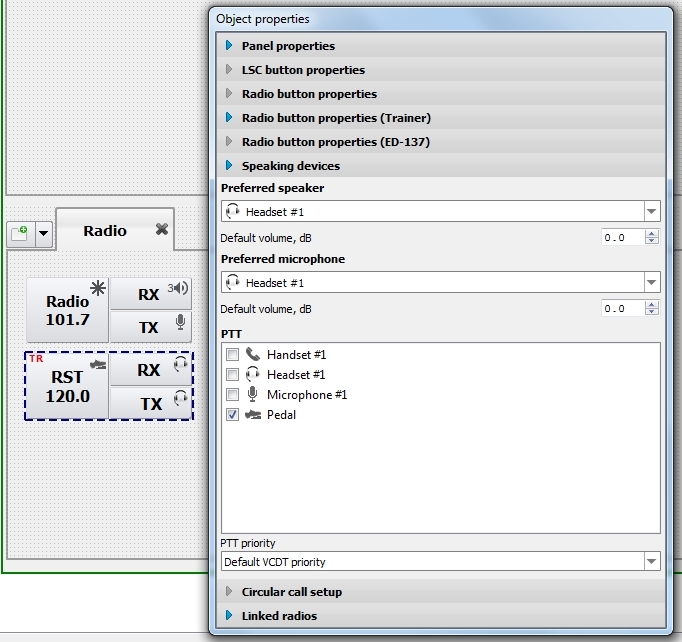 Object properties
Panel properties
LSC button properties
Radio button properties
Radio button properties (Trainer)
Radio button properties (ED-137)
Speaking devices
Preferred speaker
Headset #1
Default volume, dB
0.0
Preferred microphone
Headset #1
Default volume, dB
0.0
PTT
Handset #1
Headset #1
Microphone #1
Pedal
PTT priority
Default VCDT priority
Circular call setup
Linked radios
Radio
Radio
101.7
RX
3
TX
TR
RST
120.0
RX
TX